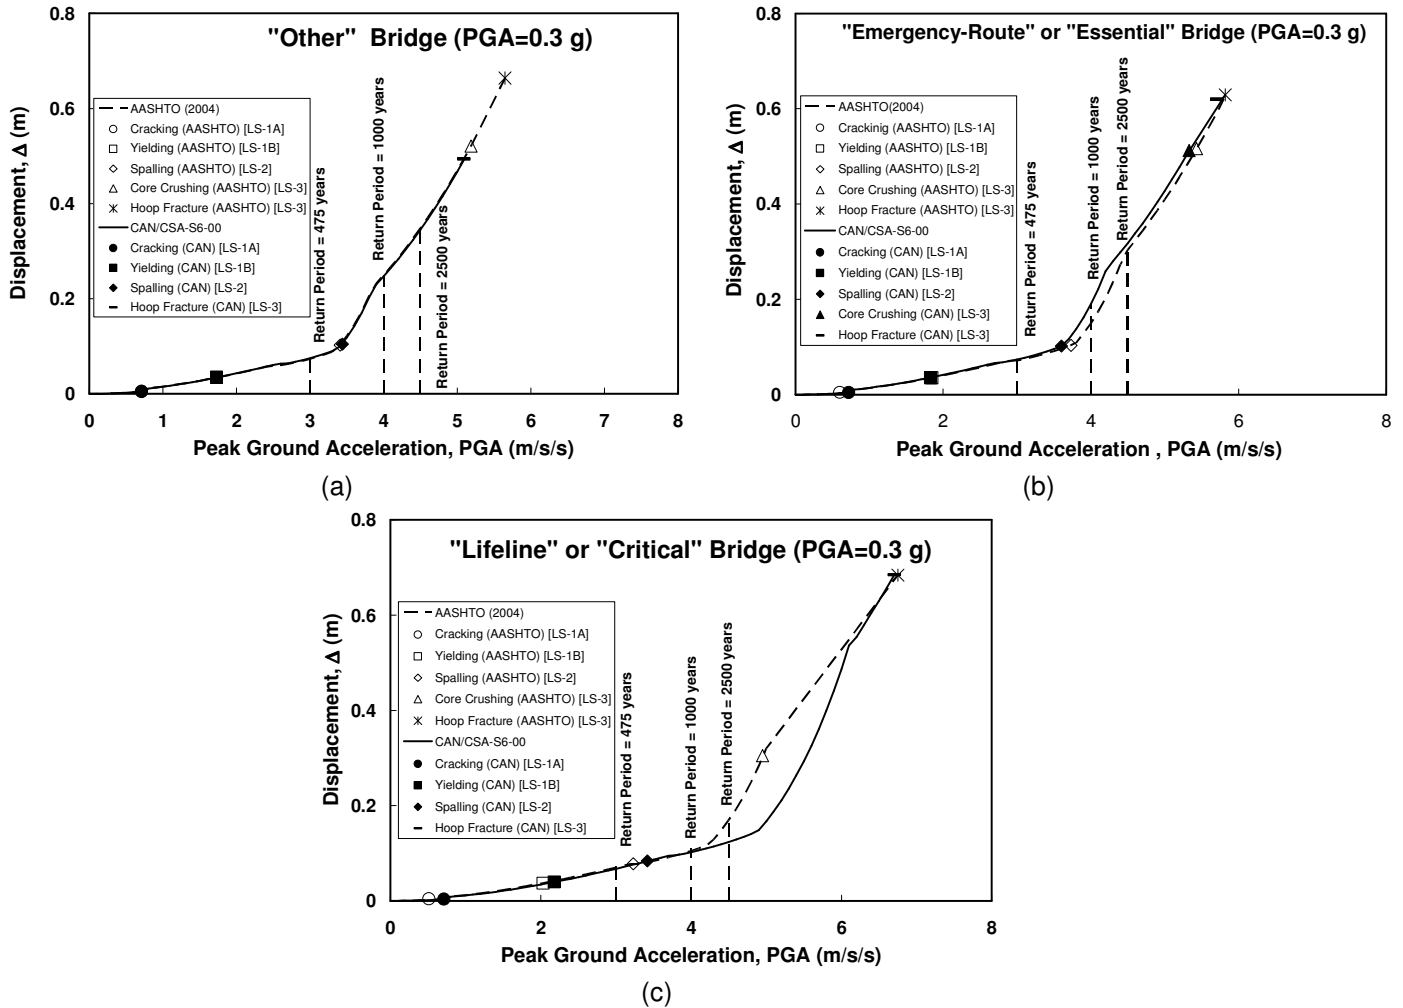 "Other" Bridge (PGA=0.3 g)
Displacement, Δ (m)
0.8
0.6
0.4
0.2
0
AASHTO (2004)
Cracking (AASHTO) [LS-1A]
Yielding (AASHTO) [LS-1B]
Spalling (AASHTO) [LS-2]
Core Crushing (AASHTO) [LS-3]
Hoop Fracture (AASHTO) [LS-3]
CAN/CSA-S6-00
Cracking (CAN) [LS-1A]
Yielding (CAN) [LS-1B]
Spalling (CAN) [LS-2]
Hoop Fracture (CAN) [LS-3]
Return Period = 475 years
Return Period = 1000 years
Return Period = 2500 years
0 1 2 3 4 5 6 7 8
Peak Ground Acceleration, PGA (m/s/s)
(a)
"Emergency-Route" or "Essential" Bridge (PGA=0.3 g)
Displacement, Δ (m)
0.8
0.6
0.4
0.2
0
AASHTO(2004)
Crackinig (AASHTO) [LS-1A]
Yielding (AASHTO) [LS-1B]
Spalling (AASHTO) [LS-2]
Core Crushing (AASHTO) [LS-3]
Hoop Fracture (AASHTO) [LS-3]
CAN/CSA-S6-00
Cracking (CAN) [LS-1A]
Yielding (CAN) [LS-1B]
Spalling (CAN) [LS-2]
Core Crushing (CAN) [LS-3]
Hoop Fracture (CAN) [LS-3]
Return Period = 475 years
Return Period = 1000 years
Return Period = 2500 years
0 2 4 6 8
Peak Ground Acceleration , PGA (m/s/s)
(b)
"Lifeline" or "Critical" Bridge (PGA=0.3 g)
Displacement, Δ (m)
0.8
0.6
0.4
0.2
0
AASHTO (2004)
Cracking (AASHTO) [LS-1A]
Yielding (AASHTO) [LS-1B]
Spalling (AASHTO) [LS-2]
Core Crushing (AASHTO) [LS-3]
Hoop Fracture (AASHTO) [LS-3]
CAN/CSA-S6-00
Cracking (CAN) [LS-1A]
Yielding (CAN) [LS-1B]
Spalling (CAN) [LS-2]
Hoop Fracture (CAN) [LS-3]
Return Period = 475 years
Return Period = 1000 years
Return Period = 2500 years
0 2 4 6 8
Peak Ground Acceleration, PGA (m/s/s)
(c)